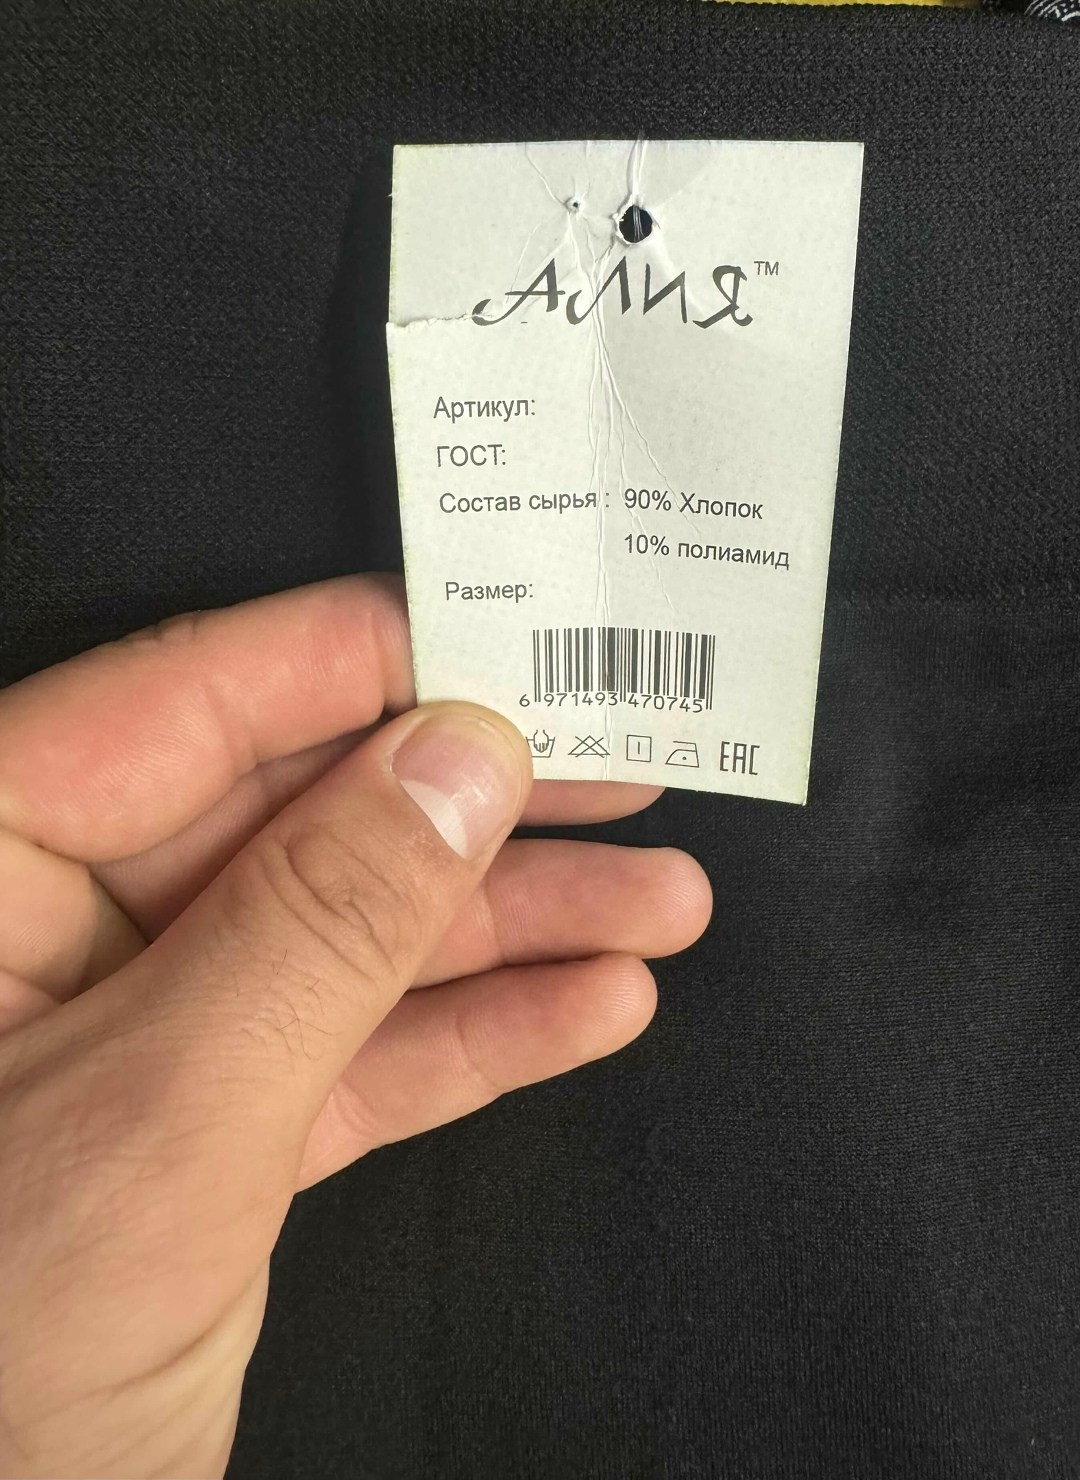 АЛИЯ™
Артикул:
ГОСТ:
Состав сырья : 90% Хлопок
10% полиамид
Размер:
6 971493 470745
EAC